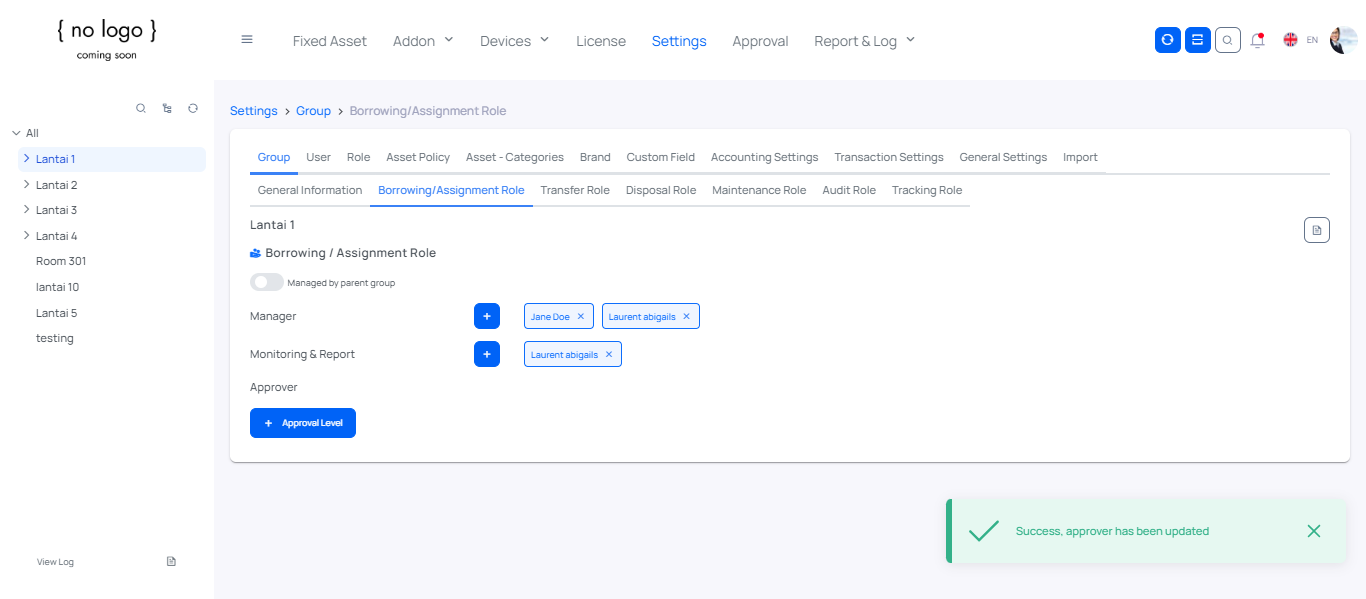 { no logo }
coming soon
Fixed Asset Addon Devices License Settings Approval Report & Log EN
All
Lantai 1
Lantai 2
Lantai 3
Lantai 4
Room 301
lantai 10
Lantai 5
testing
View Log
Settings > Group > Borrowing/Assignment Role
Group User Role Asset Policy Asset - Categories Brand Custom Field Accounting Settings Transaction Settings General Settings Import
General Information Borrowing/Assignment Role Transfer Role Disposal Role Maintenance Role Audit Role Tracking Role
Lantai 1
Borrowing / Assignment Role
Managed by parent group
Manager + Jane Doe × Laurent abigails ×
Monitoring & Report + Laurent abigails ×
Approver
+ Approval Level
Success, approver has been updated